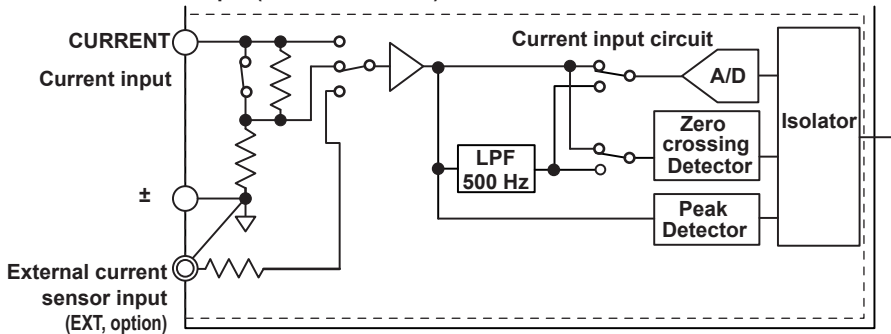 CURRENT
Current input
±
External current
sensor input
(EXT, option)
Current input circuit
LPF
500 Hz
A/D
Zero
crossing
Detector
Peak
Detector
Isolator